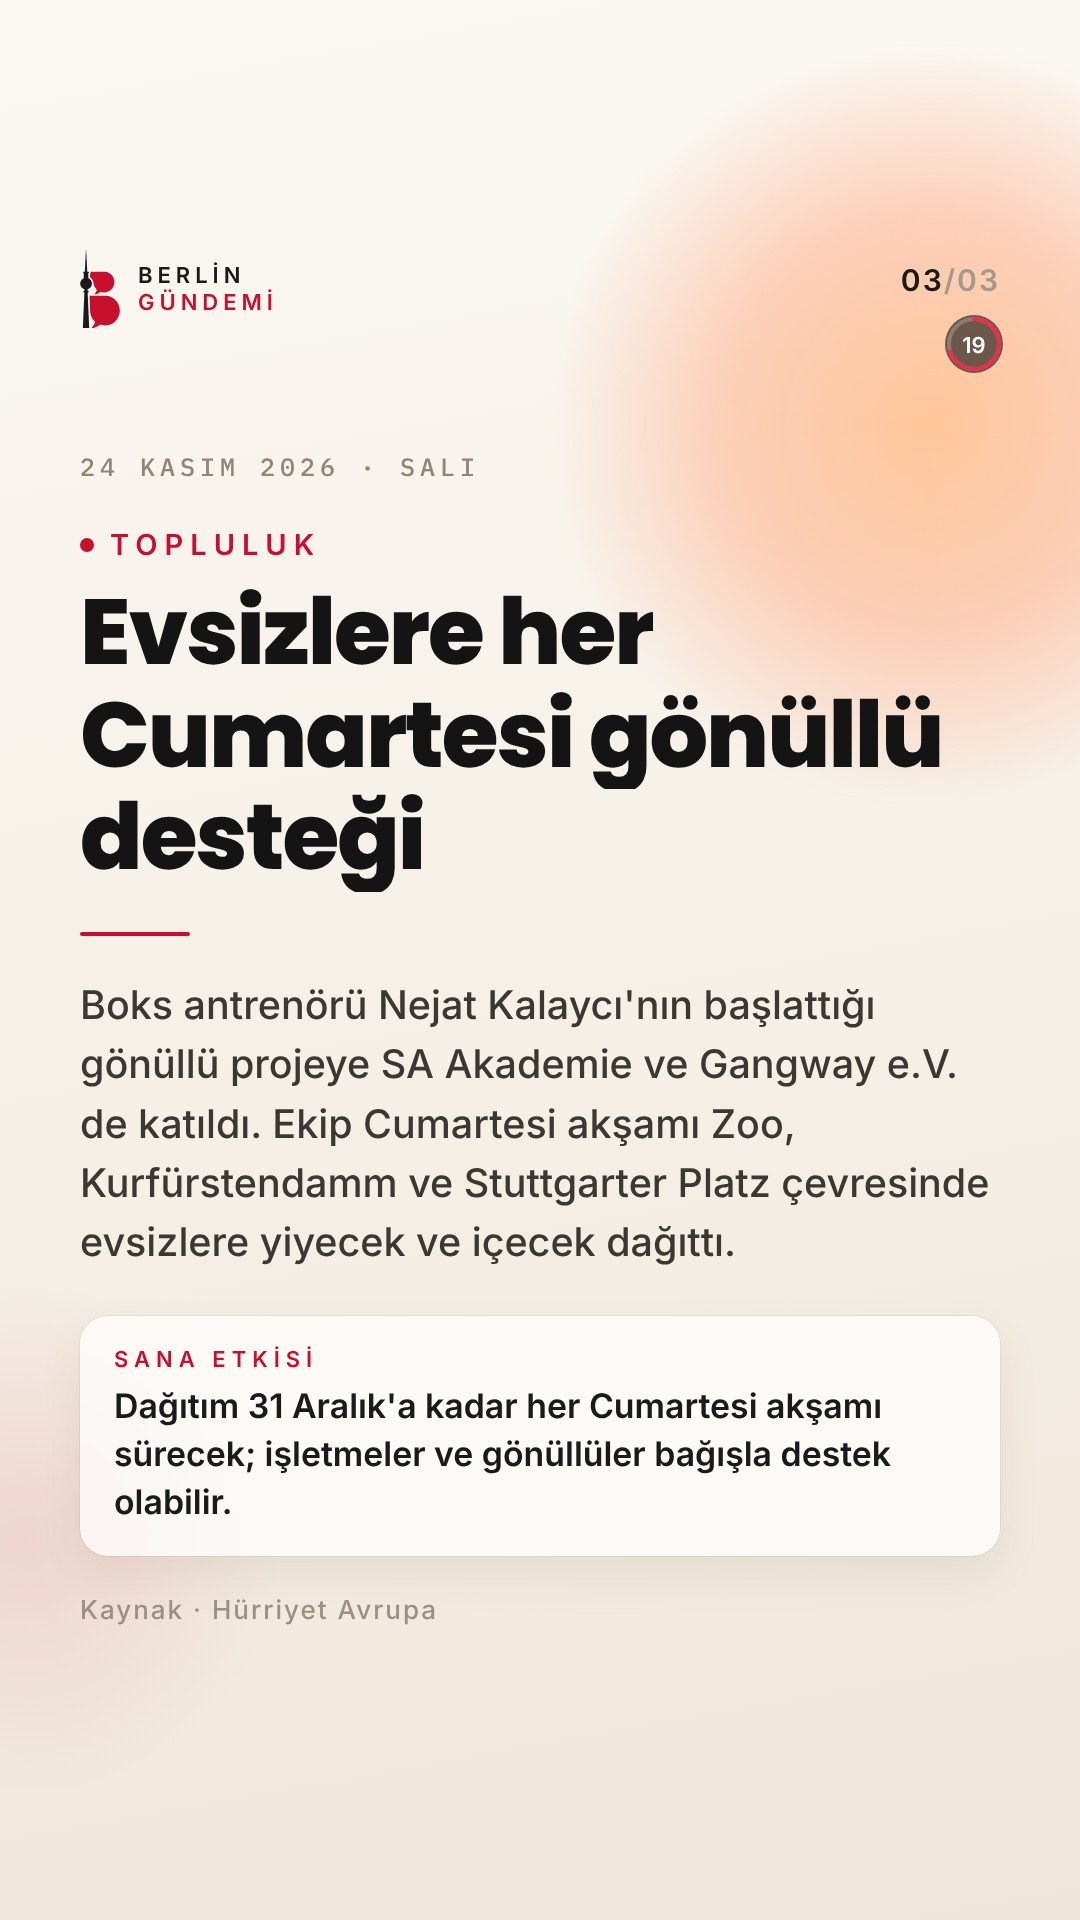 BERLİN
GÜNDEMİ
03/03
19
24 KASIM 2026 · SALI
TOPLULUK
Evsizlere her
Cumartesi gönüllü
desteği
Boks antrenörü Nejat Kalaycı'nın başlattığı
gönüllü projeye SA Akademie ve Gangway e.V.
de katıldı. Ekip Cumartesi akşamı Zoo,
Kurfürstendamm ve Stuttgarter Platz çevresinde
evsizlere yiyecek ve içecek dağıttı.
SANA ETKİSİ
Dağıtım 31 Aralık'a kadar her Cumartesi akşamı
sürecek; işletmeler ve gönüllüler bağışla destek
olabilir.
Kaynak · Hürriyet Avrupa